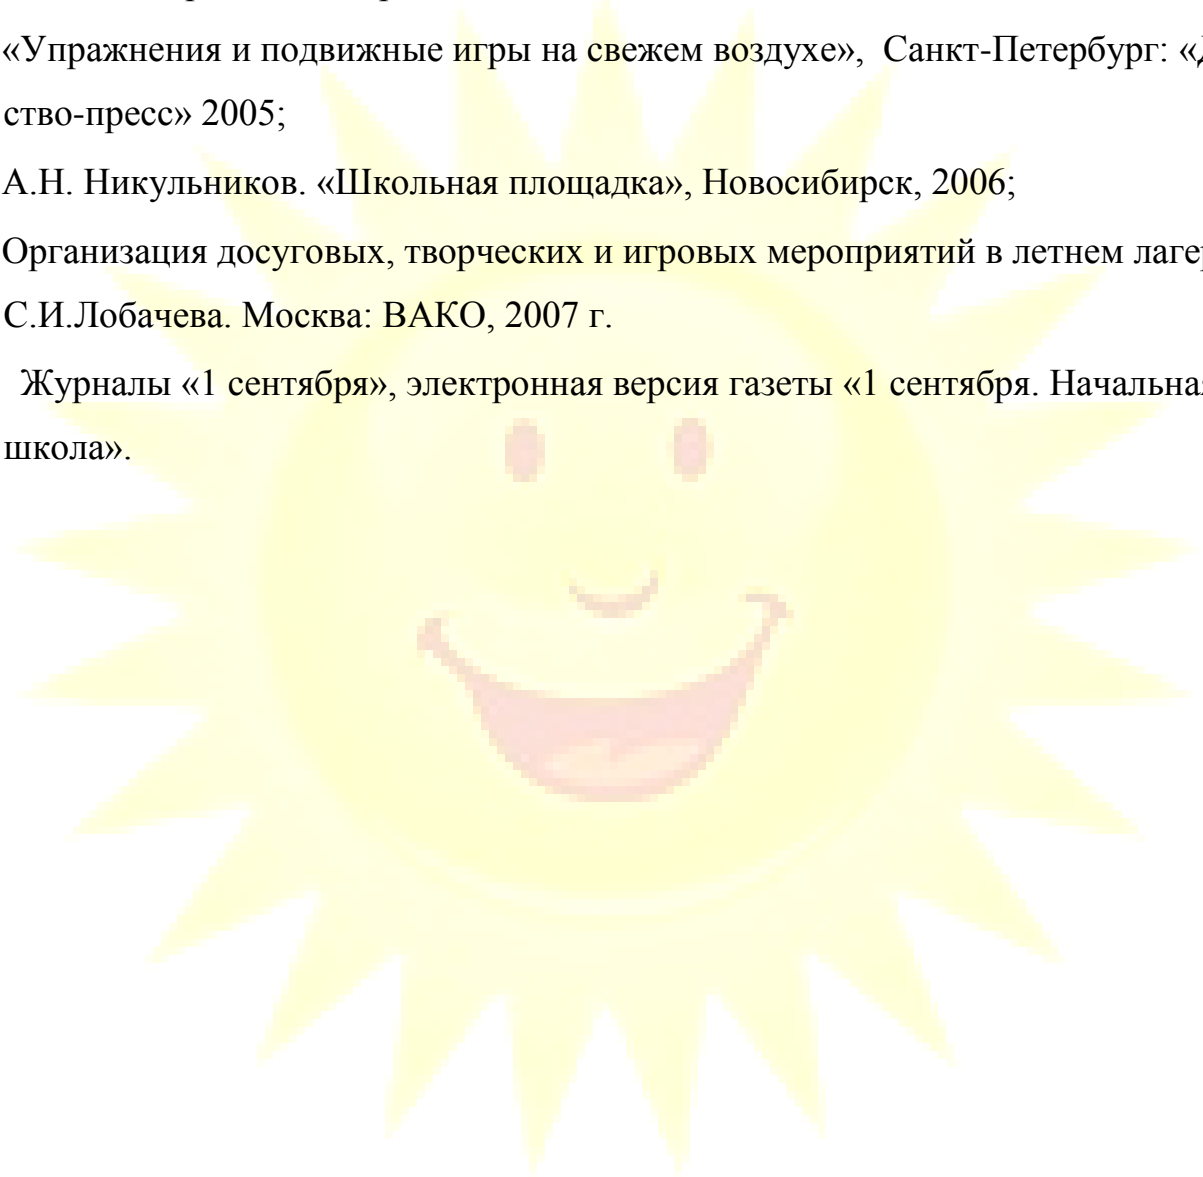 «Упражнения и подвижные игры на свежем воздухе»,  Санкт-Петербург: «Д
ство-пресс» 2005;
А.Н. Никульников. «Школьная площадка», Новосибирск, 2006;
Организация досуговых, творческих и игровых мероприятий в летнем лаге
С.И.Лобачева. Москва: ВАКО, 2007 г.
Журналы «1 сентября», электронная версия газеты «1 сентября. Начальная
школа».